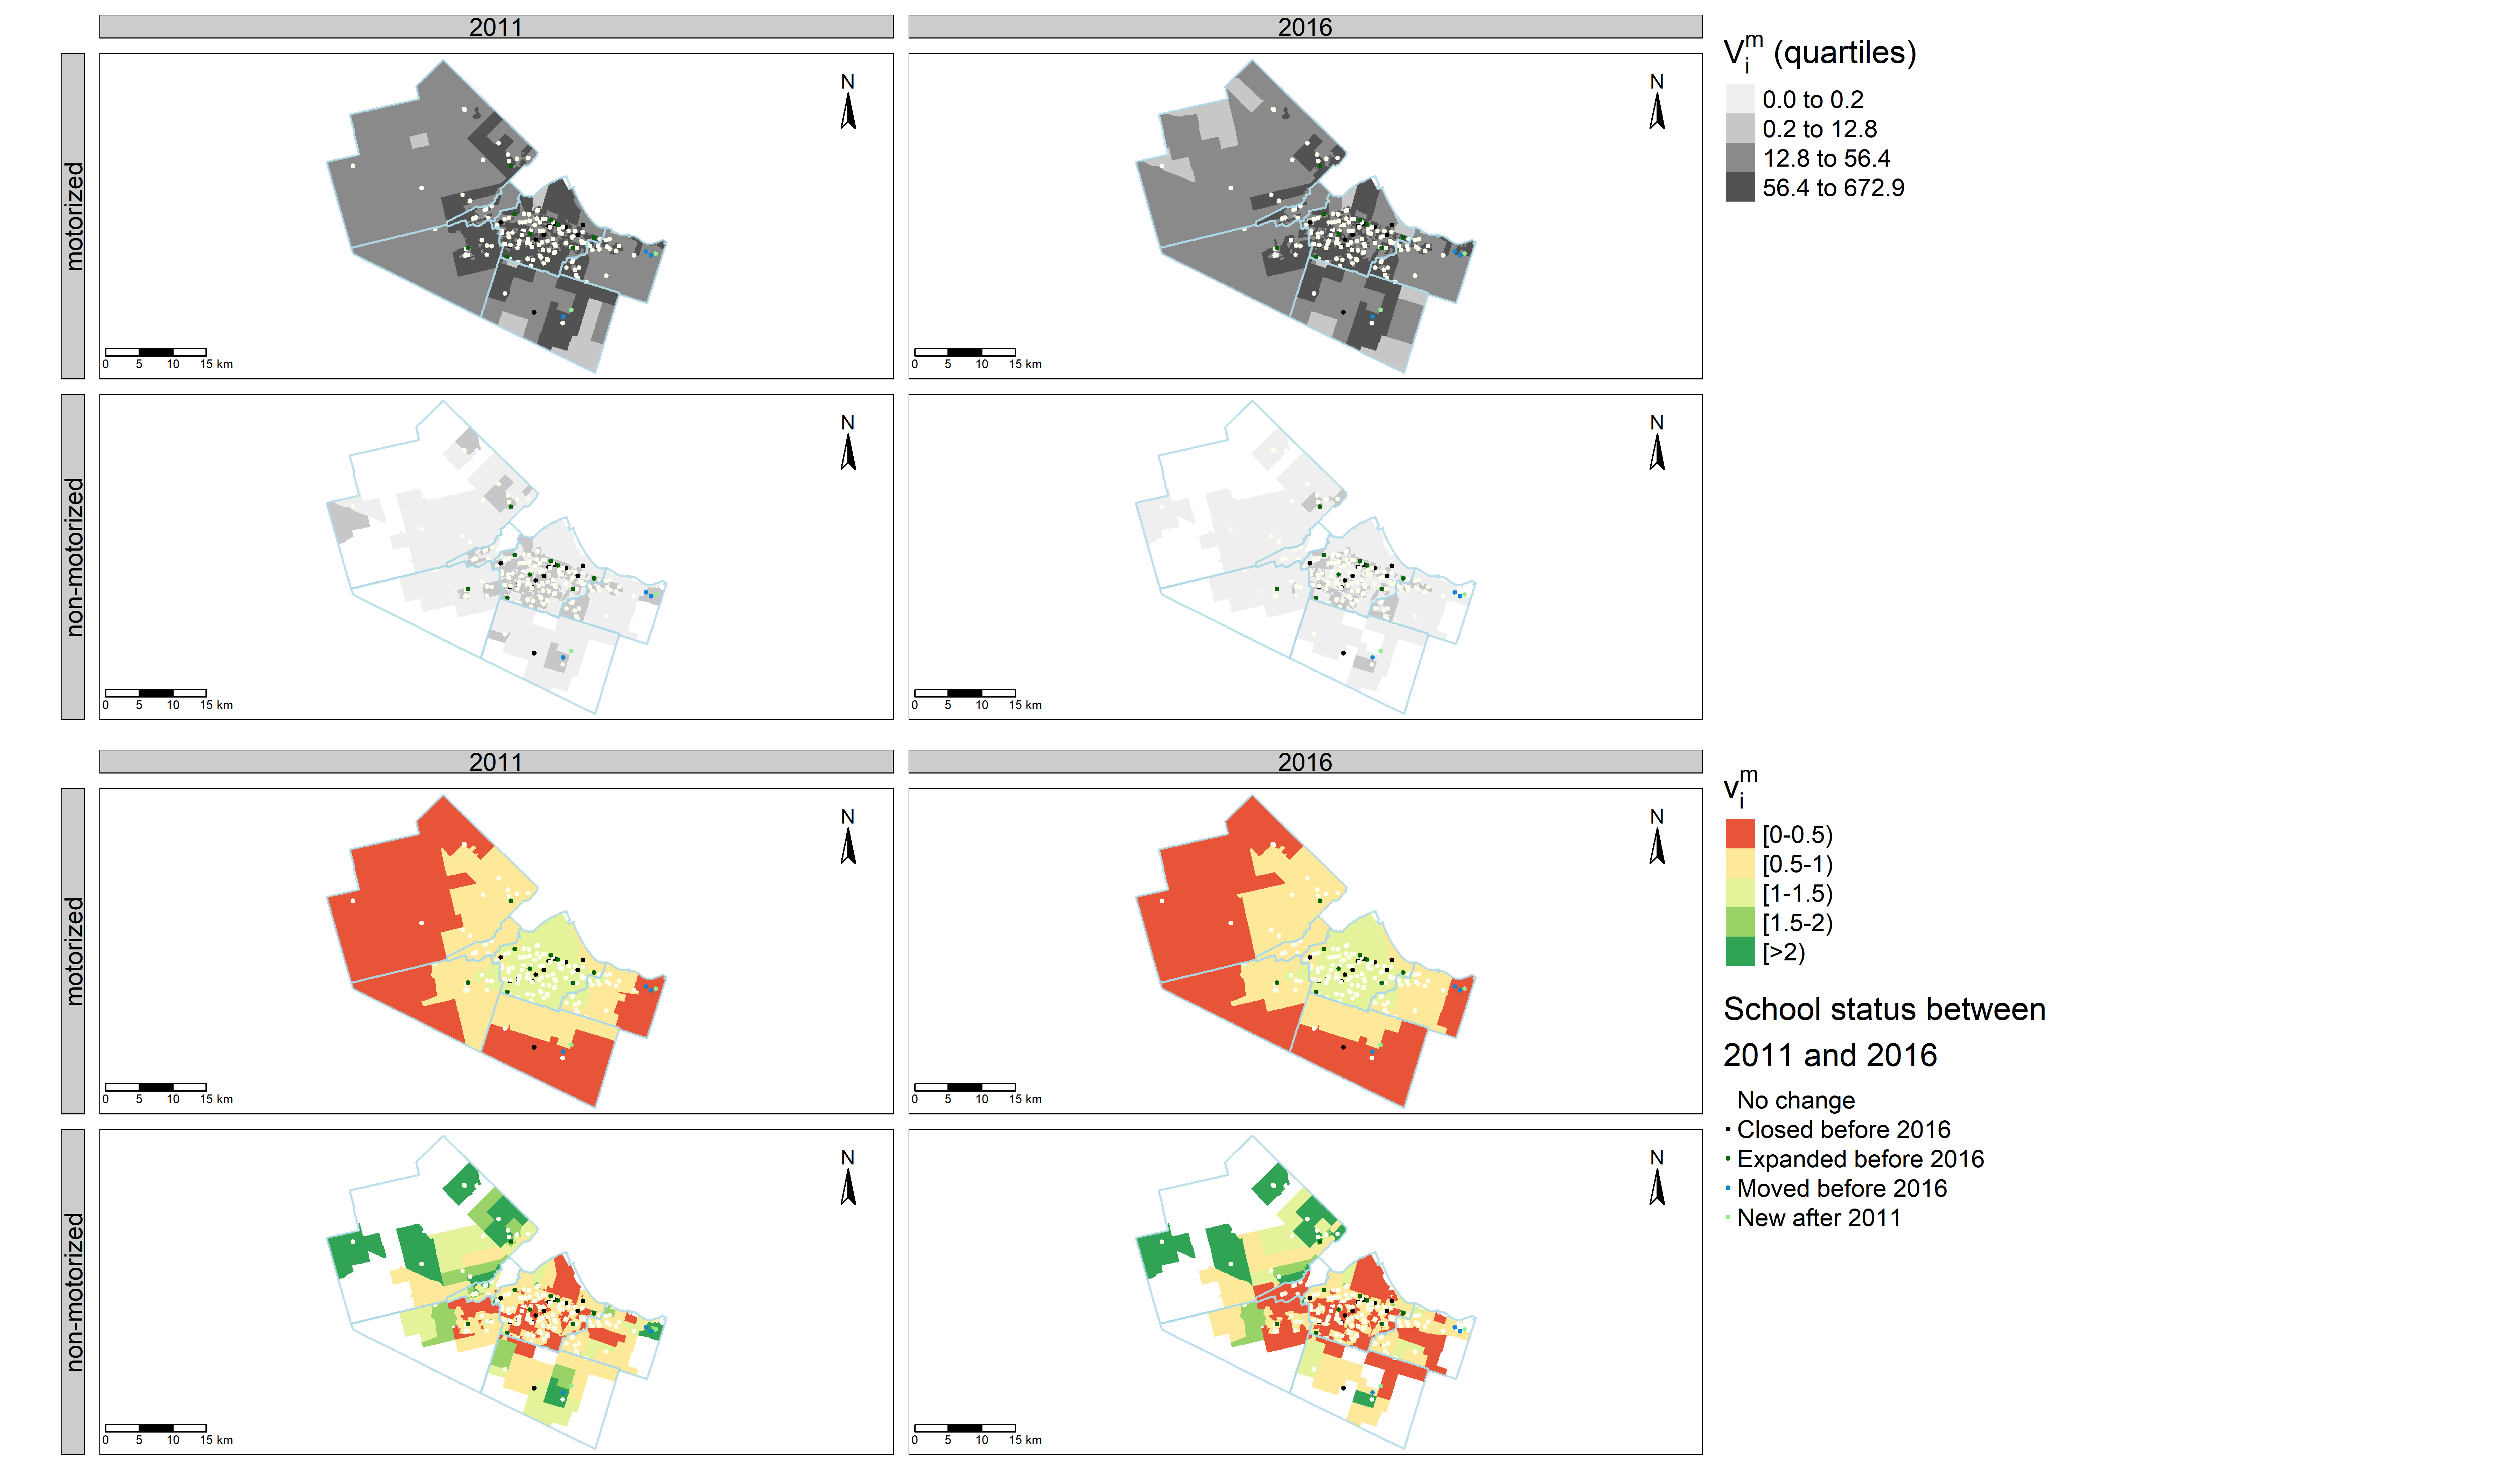 2011
2016
motorized
N
0 5 10 15 km
N
0 5 10 15 km
V_i^m (quartiles)
0.0 to 0.2
0.2 to 12.8
12.8 to 56.4
56.4 to 672.9
non-motorized
N
0 5 10 15 km
N
0 5 10 15 km
2011
2016
motorized
N
0 5 10 15 km
N
0 5 10 15 km
v_i^m
[0-0.5)
[0.5-1)
[1-1.5)
[1.5-2)
[>2)
School status between
2011 and 2016
No change
Closed before 2016
Expanded before 2016
Moved before 2016
New after 2011
non-motorized
N
0 5 10 15 km
N
0 5 10 15 km